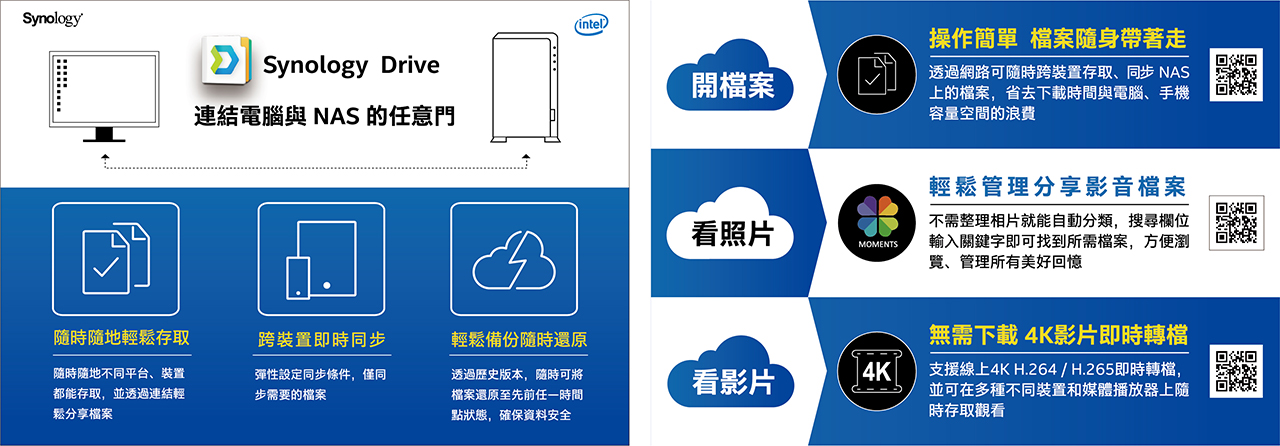 Synology
intel
Synology Drive
連結電腦與 NAS 的任意門
隨時隨地輕鬆存取
隨時隨地不同平台、裝置
都能存取，並透過連結輕
鬆分享檔案
跨裝置即時同步
彈性設定同步條件，僅同
步需要的檔案
輕鬆備份隨時還原
透過歷史版本，隨時可將
檔案還原至先前任一時間
點狀態，確保資料安全
開檔案
操作簡單 檔案隨身帶著走
透過網路可隨時跨裝置存取、同步 NAS
上的檔案，省去下載時間與電腦、手機
容量空間的浪費
看照片
MOMENTS
輕鬆管理分享影音檔案
不需整理相片就能自動分類，搜尋欄位
輸入關鍵字即可找到所需檔案，方便瀏
覽、管理所有美好回憶
看影片
4K
無需下載 4K影片即時轉檔
支援線上4K H.264 / H.265即時轉檔，
並可在多種不同裝置和媒體播放器上隨
時存取觀看